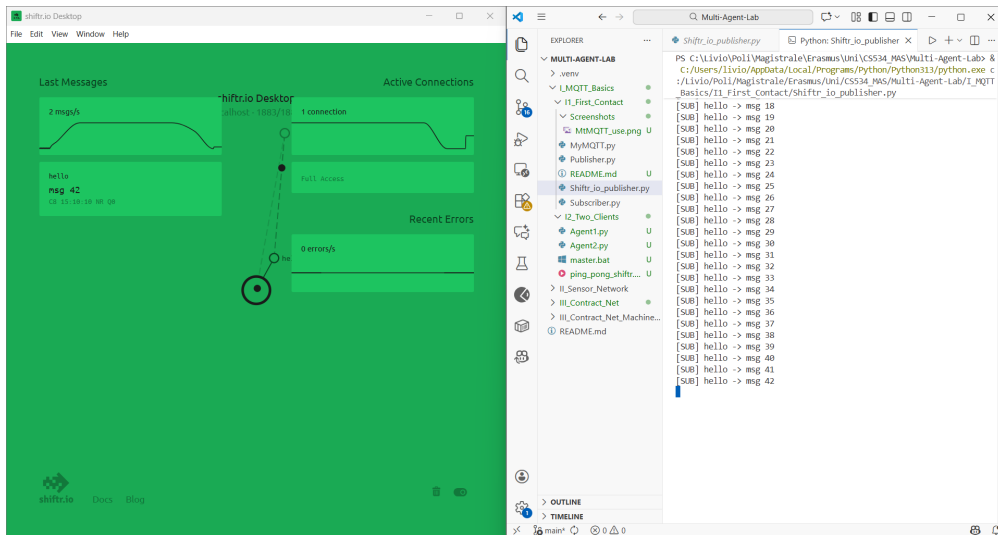 shiftr.io Desktop
File Edit View Window Help
Last Messages
Active Connections
shiftr.io Desktop
2 msgs/s
1 connection
hello
msg 42
Full Access
Recent Errors
0 errors/s
he
shiftr.io Docs Blog
Multi-Agent-Lab
EXPLORER
MULTI-AGENT-LAB
.venv
I_MQTT_Basics
I1_First_Contact
Screenshots
MtMQTT_use.png U
MyMQTT.py
Publisher.py
README.md U
Shiftr_io_publisher.py
Subscriber.py
I2_Two_Clients
Agent1.py U
Agent2.py U
master.bat U
ping_pong_shiftr.... U
II_Sensor_Network
III_Contract_Net
III_Contract_Net_Machine...
README.md
OUTLINE
TIMELINE
16
1
Shiftr_io_publisher.py
Python: Shiftr_io_publisher
PS C:\Livio\Poli\Magistrale\Erasmus\Uni\CS534_MAS\Multi-Agent-Lab> &
C:/Users/livio/AppData/Local/Programs/Python/Python313/python.exe c
:/Livio/Poli/Magistrale/Erasmus/Uni/CS534_MAS/Multi-Agent-Lab/I_MQTT
_Basics/I1_First_Contact/Shiftr_io_publisher.py
[SUB] hello -> msg 18
[SUB] hello -> msg 19
[SUB] hello -> msg 20
[SUB] hello -> msg 21
[SUB] hello -> msg 22
[SUB] hello -> msg 23
[SUB] hello -> msg 24
[SUB] hello -> msg 25
[SUB] hello -> msg 26
[SUB] hello -> msg 27
[SUB] hello -> msg 28
[SUB] hello -> msg 29
[SUB] hello -> msg 30
[SUB] hello -> msg 31
[SUB] hello -> msg 32
[SUB] hello -> msg 33
[SUB] hello -> msg 34
[SUB] hello -> msg 35
[SUB] hello -> msg 36
[SUB] hello -> msg 37
[SUB] hello -> msg 38
[SUB] hello -> msg 39
[SUB] hello -> msg 40
[SUB] hello -> msg 41
[SUB] hello -> msg 42
main* 0 0